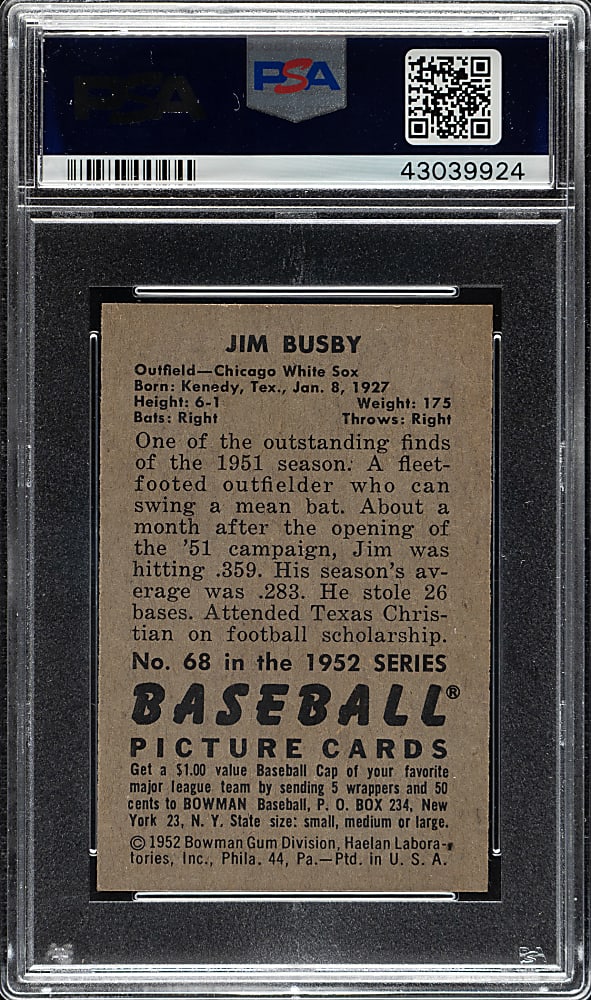 PSA
PSA
43039924
JIM BUSBY
Outfield—Chicago White Sox
Born: Kenedy, Tex., Jan. 8, 1927
Height: 6-1 Weight: 175
Bats: Right Throws: Right
One of the outstanding finds
of the 1951 season. A fleet-
footed outfielder who can
swing a mean bat. About a
month after the opening of
the '51 campaign, Jim was
hitting .359. His season's av-
erage was .283. He stole 26
bases. Attended Texas Chris-
tian on football scholarship.
No. 68 in the 1952 SERIES
BASEBALL®
PICTURE CARDS
Get a $1.00 value Baseball Cap of your favorite
major league team by sending 5 wrappers and 50
cents to BOWMAN Baseball, P. O. BOX 234, New
York 23, N. Y. State size: small, medium or large.
© 1952 Bowman Gum Division, Haelan Labora-
tories, Inc., Phila. 44, Pa.—Ptd. in U. S. A.
PSA